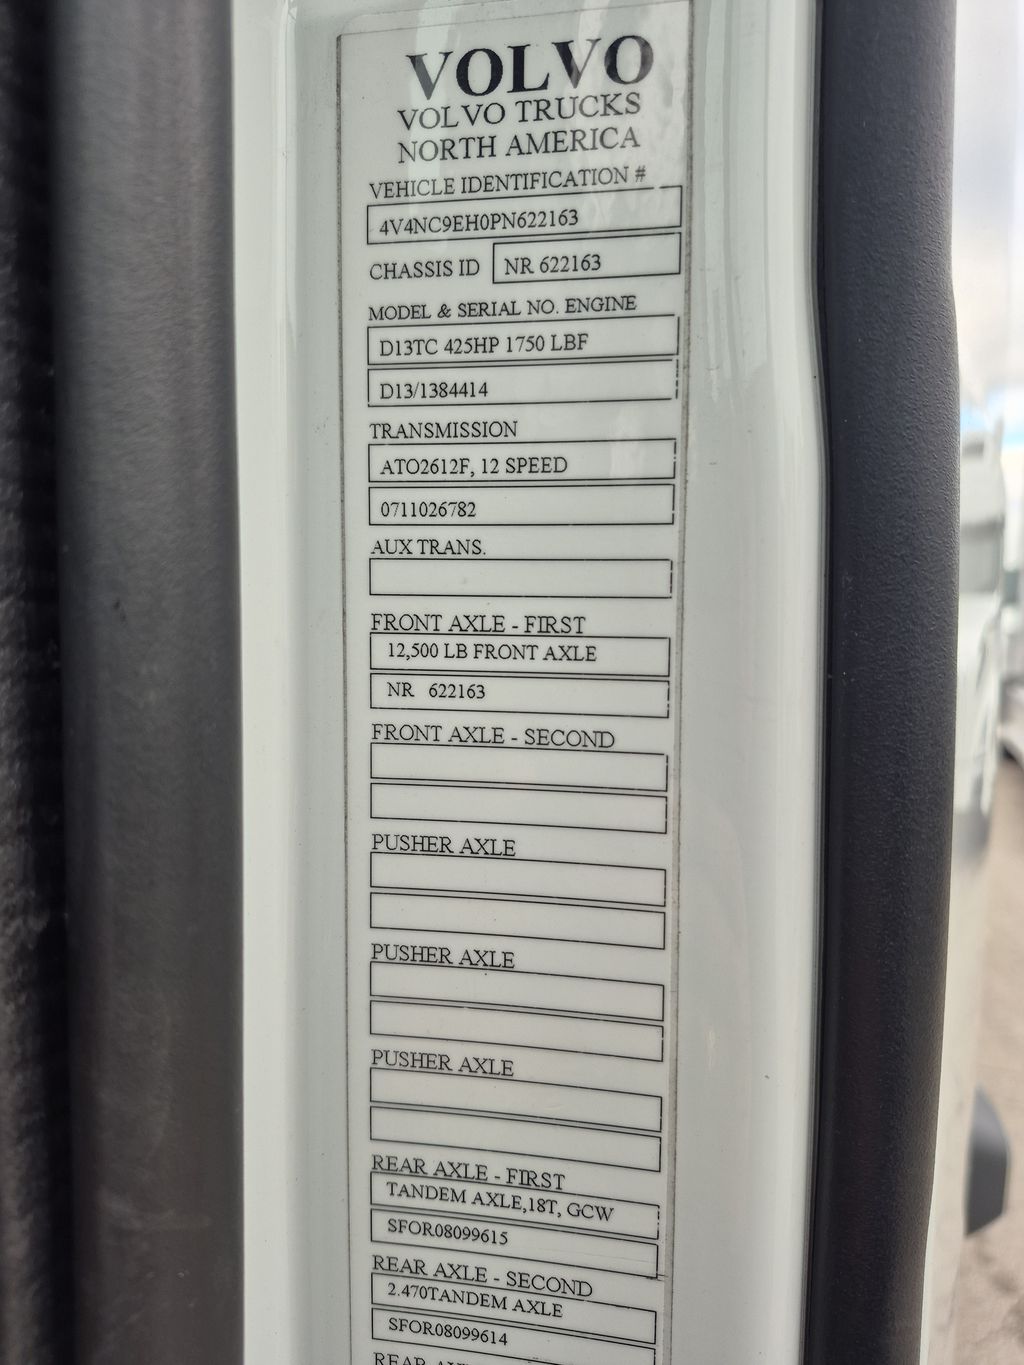 VOLVO
VOLVO TRUCKS
NORTH AMERICA
VEHICLE IDENTIFICATION #
4V4NC9EH0PN622163
CHASSIS ID NR 622163
MODEL & SERIAL NO. ENGINE
D13TC 425HP 1750 LBF
D13/1384414
TRANSMISSION
ATO2612F, 12 SPEED
0711026782
AUX TRANS.
FRONT AXLE - FIRST
12,500 LB FRONT AXLE
NR 622163
FRONT AXLE - SECOND
PUSHER AXLE
PUSHER AXLE
PUSHER AXLE
REAR AXLE - FIRST
TANDEM AXLE,18T, GCW
SFOR08099615
REAR AXLE - SECOND
2.470TANDEM AXLE
SFOR08099614
REAR